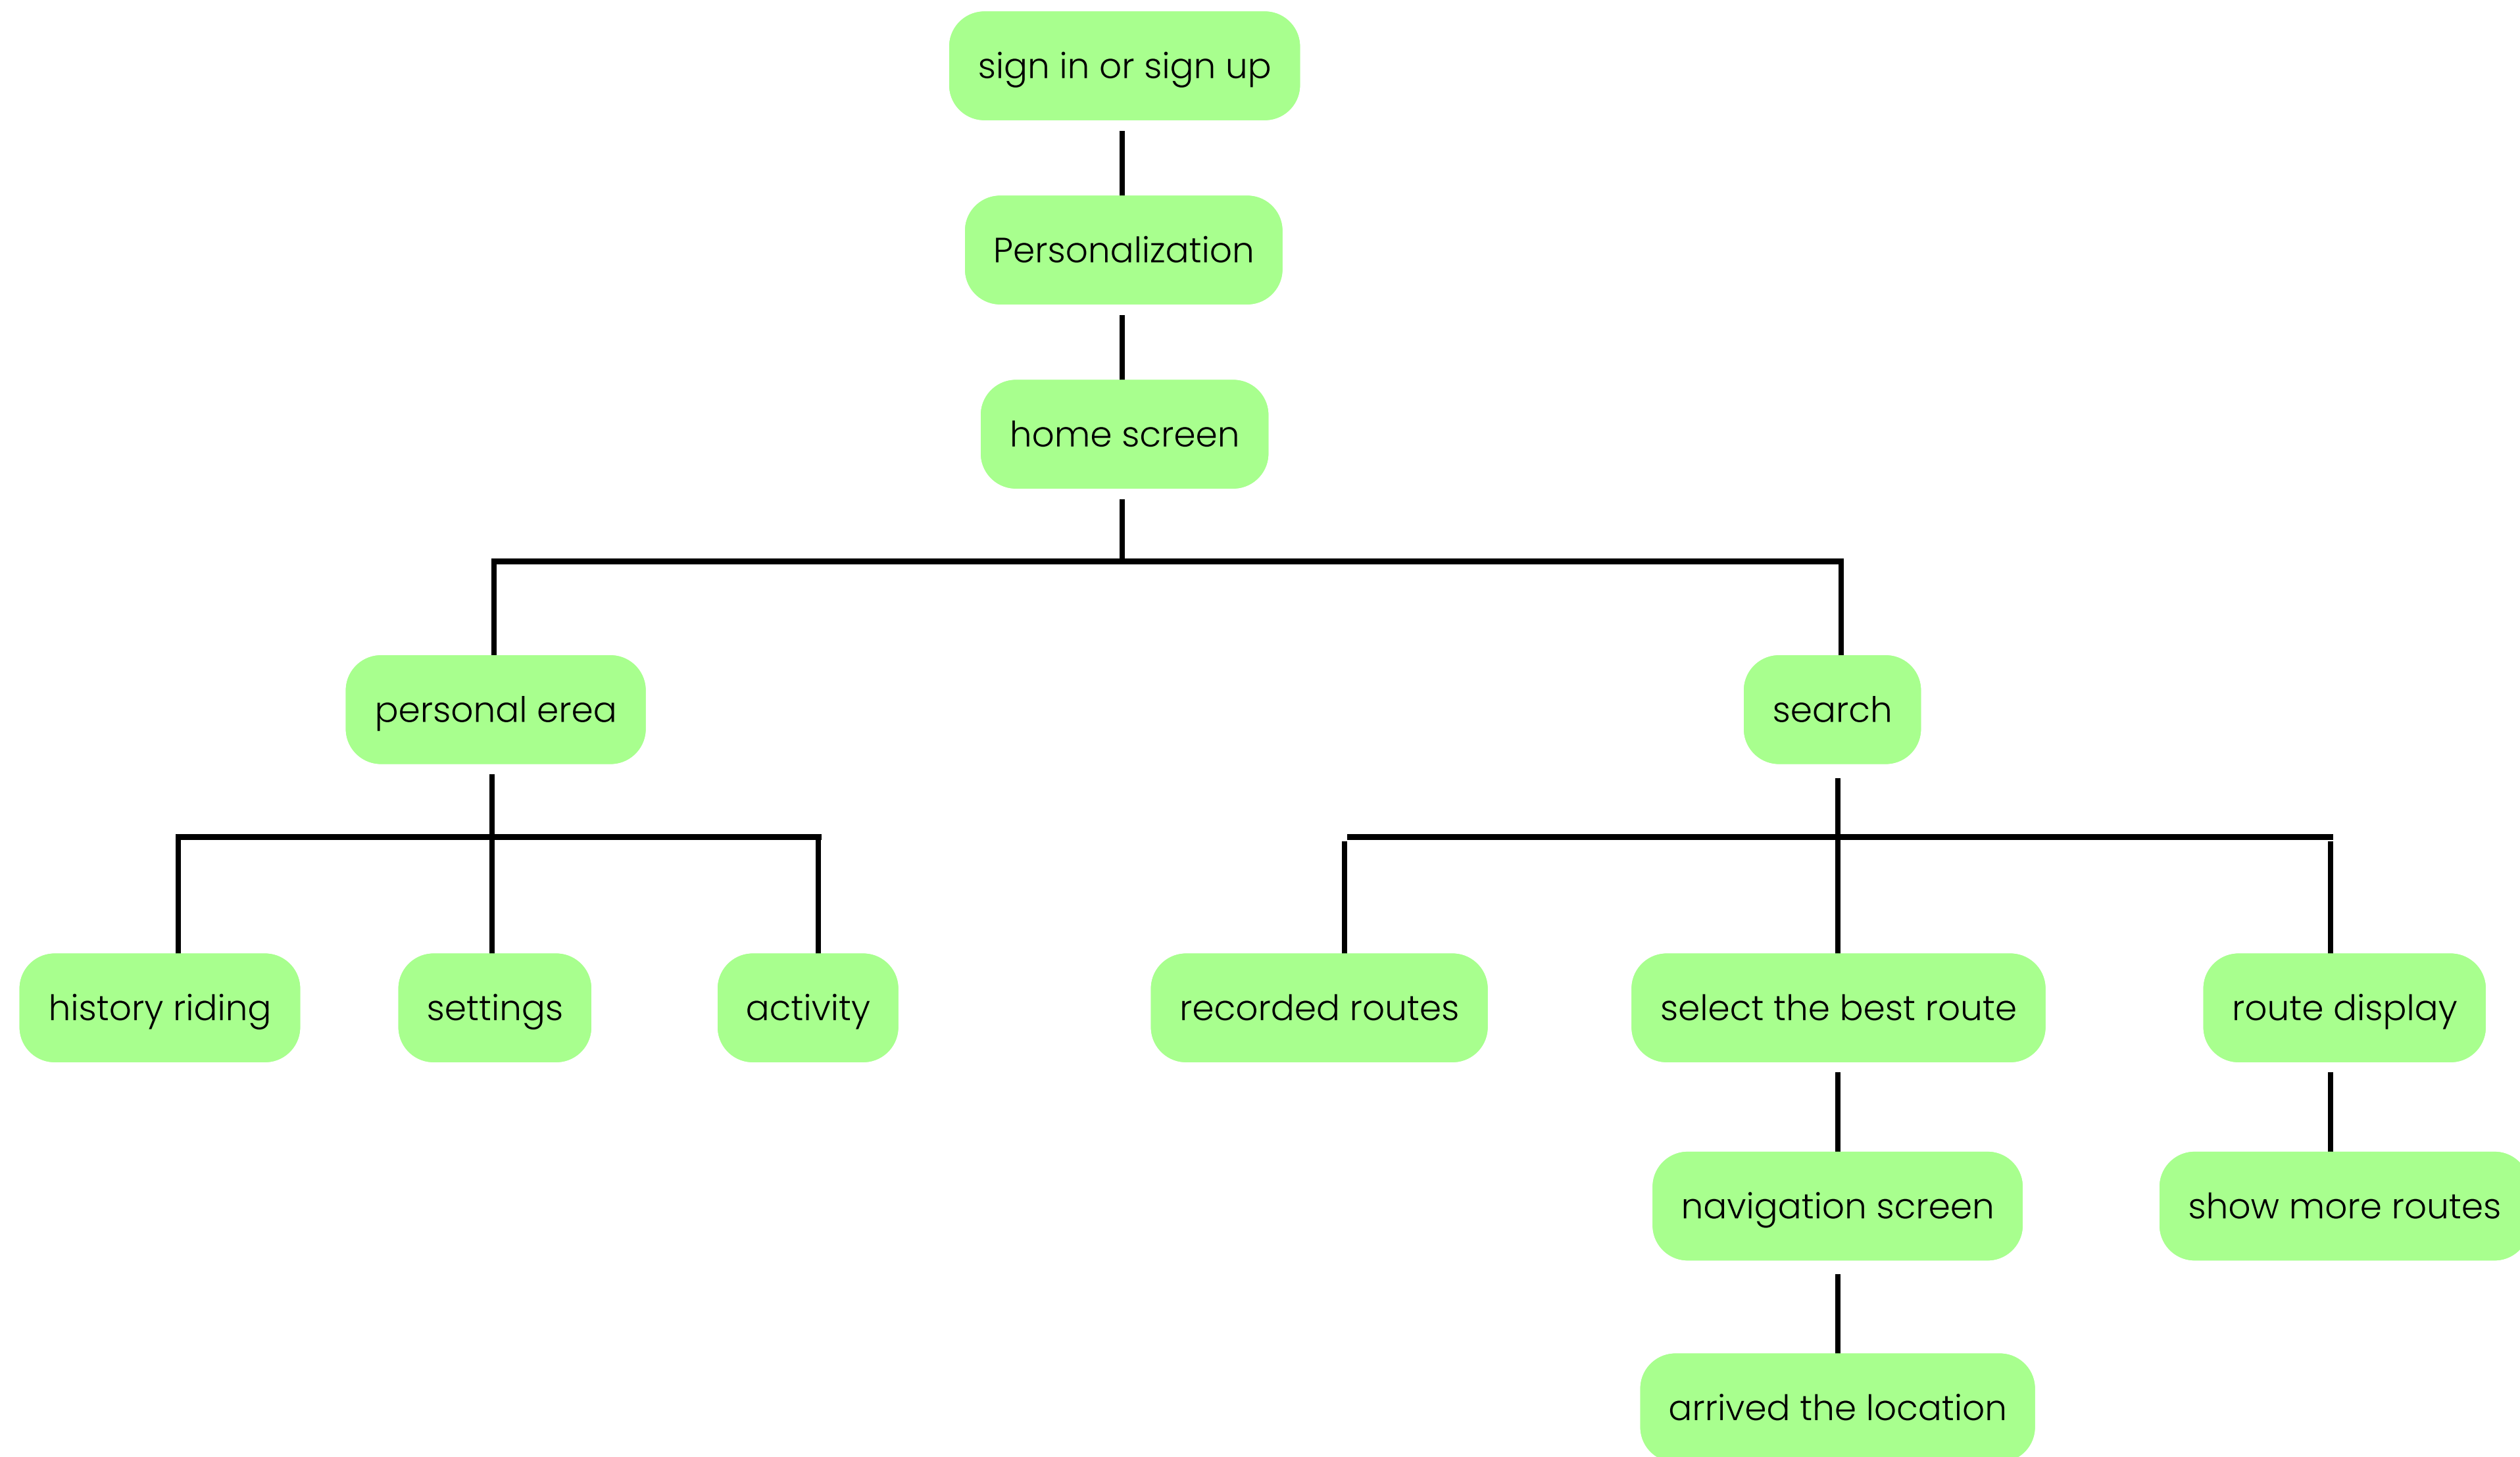 sign in or sign up
Personalization
home screen
personal erea
search
history riding
settings
activity
recorded routes
select the best route
route display
navigation screen
show more routes
arrived the location